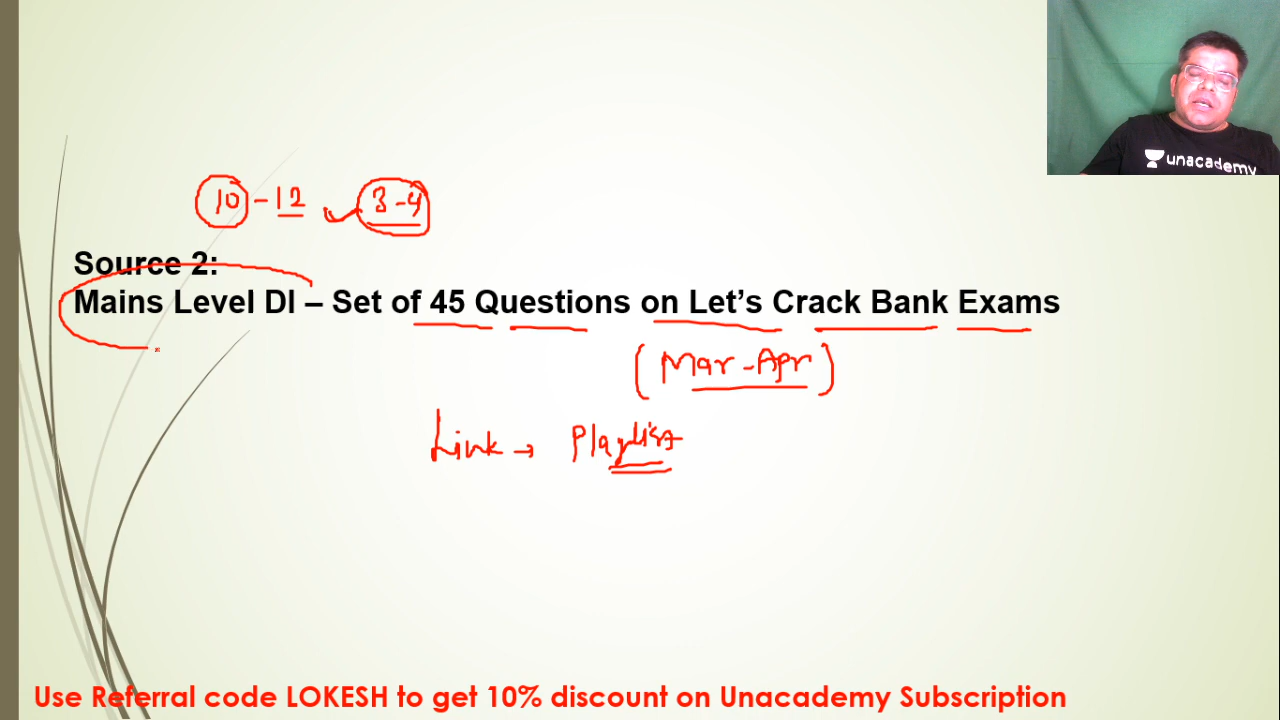 unacademy
10 - 12 3 - 4
Source 2:
Mains Level DI – Set of 45 Questions on Let’s Crack Bank Exams
(Mar - Apr)
Link → Playlist
Use Referral code LOKESH to get 10% discount on Unacademy Subscription